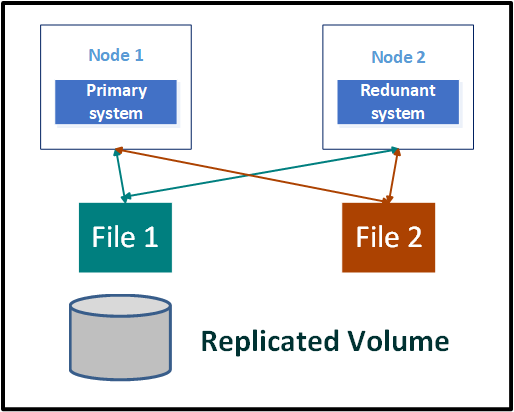 Node 1
Node 2
Primary
system
Redunant
system
File 1
File 2
Replicated Volume